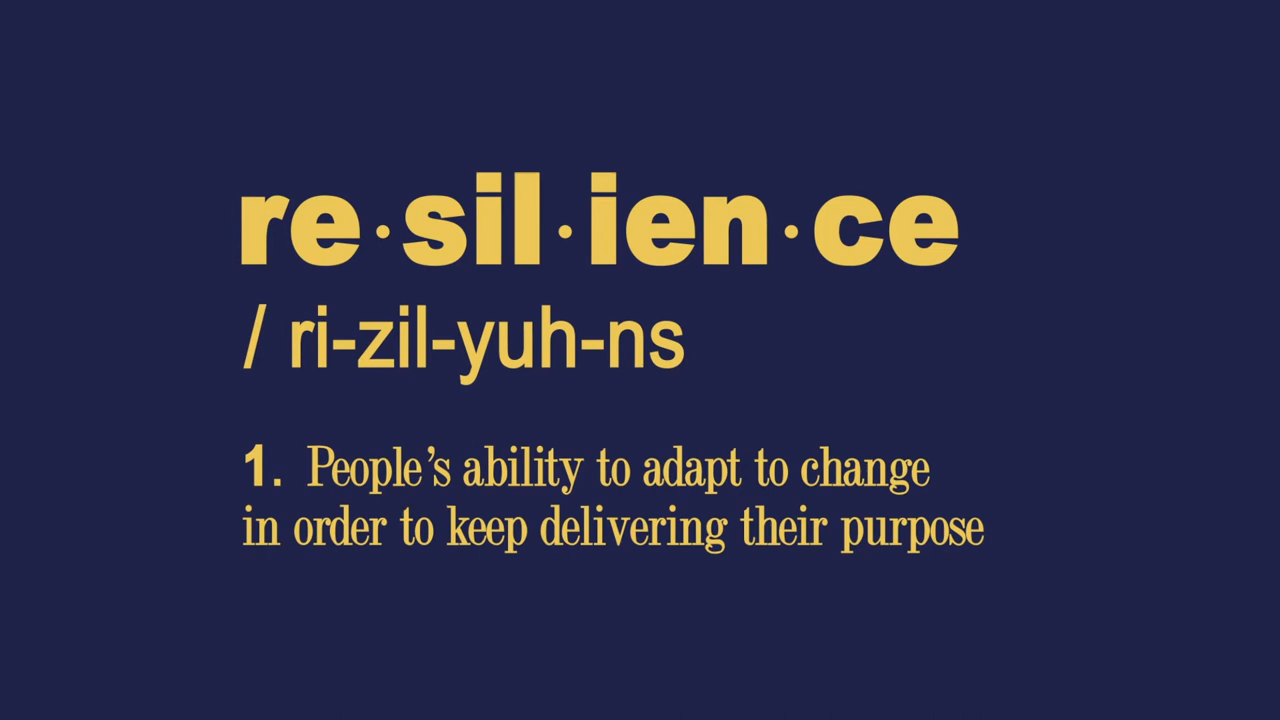 re·sil·ien·ce
/ ri-zil-yuh-ns
1. People’s ability to adapt to change
in order to keep delivering their purpose